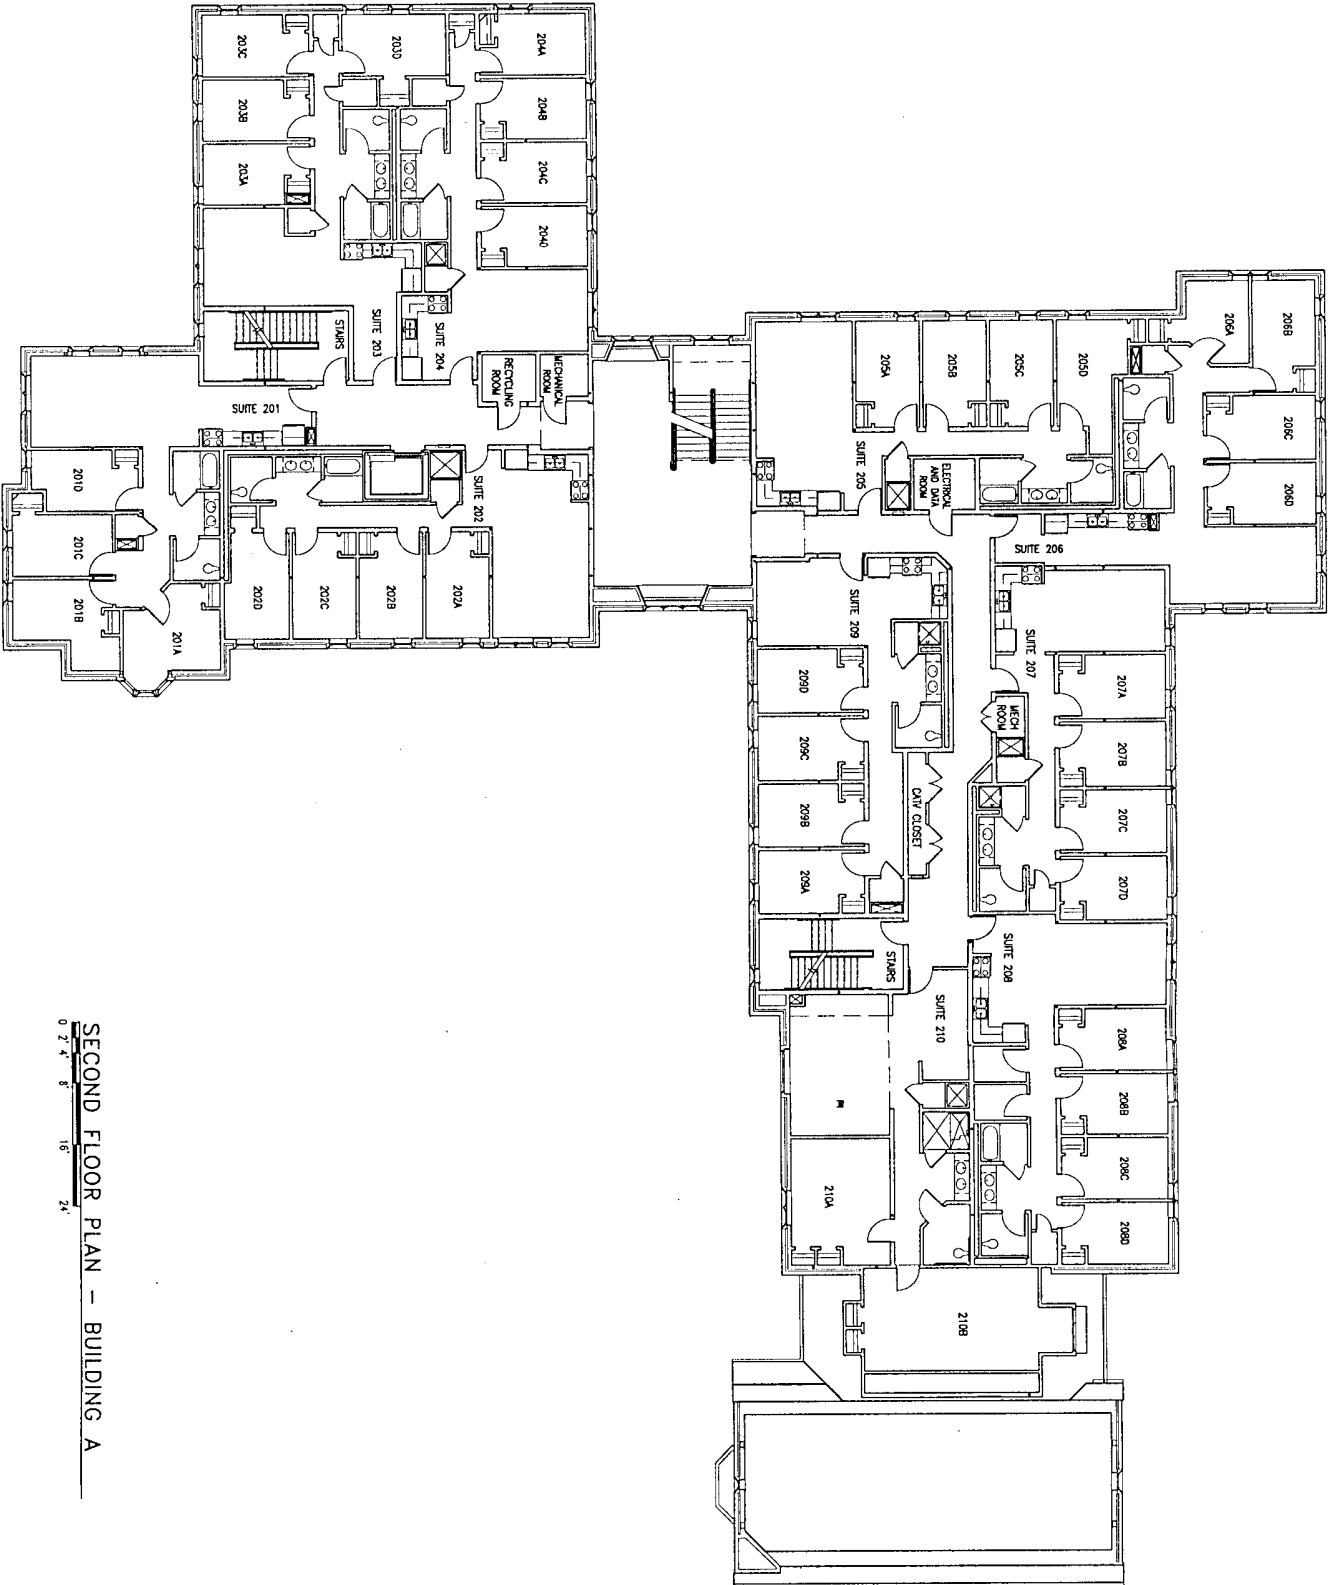 203C
203D
204A
203B
204B
203A
204C
204D
STAIRS
SUITE 203
SUITE 204
RECYCLING
ROOM
MECHANICAL
ROOM
206A
206B
205A
205B
205C
205D
206C
206D
SUITE 201
SUITE 202
SUITE 205
ELECTRICAL
AND DATA
ROOM
SUITE 206
201D
201C
201B
201A
202D
202C
202B
202A
SUITE 209
SUITE 207
209D
207A
MECH
ROOM
209C
207B
209B
CATV CLOSET
207C
209A
207D
STAIRS
SUITE 208
SUITE 210
208A
208B
208C
210A
208D
210B
SECOND FLOOR PLAN - BUILDING A
0 2' 4' 8' 16' 24'